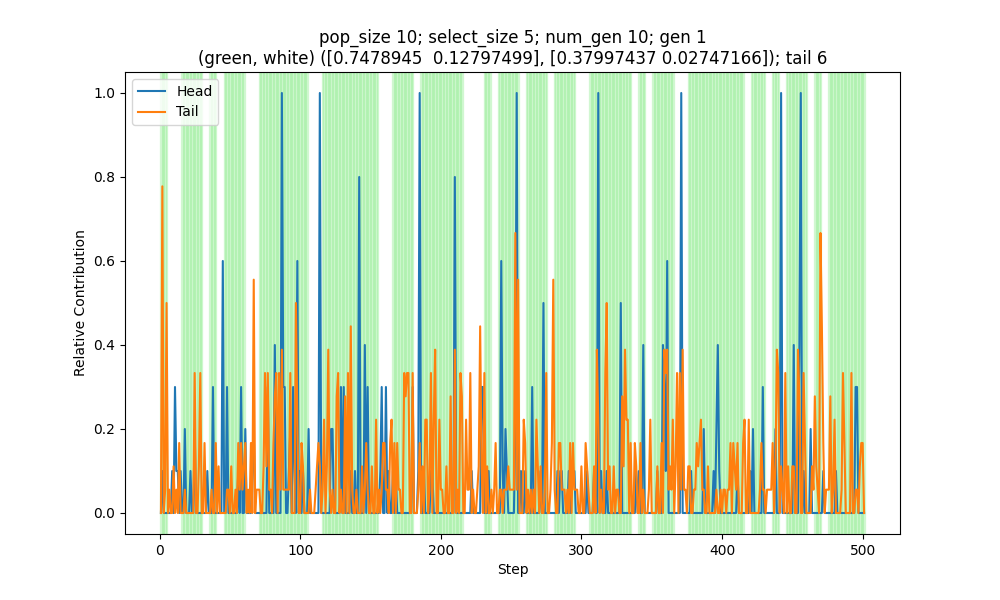 pop_size 10; select_size 5; num_gen 10; gen 1
(green, white) ([0.7478945  0.12797499], [0.37997437 0.02747166]); tail 6
Head
Tail
1.0
0.8
0.6
0.4
0.2
0.0
Relative Contribution
0
100
200
300
400
500
Step